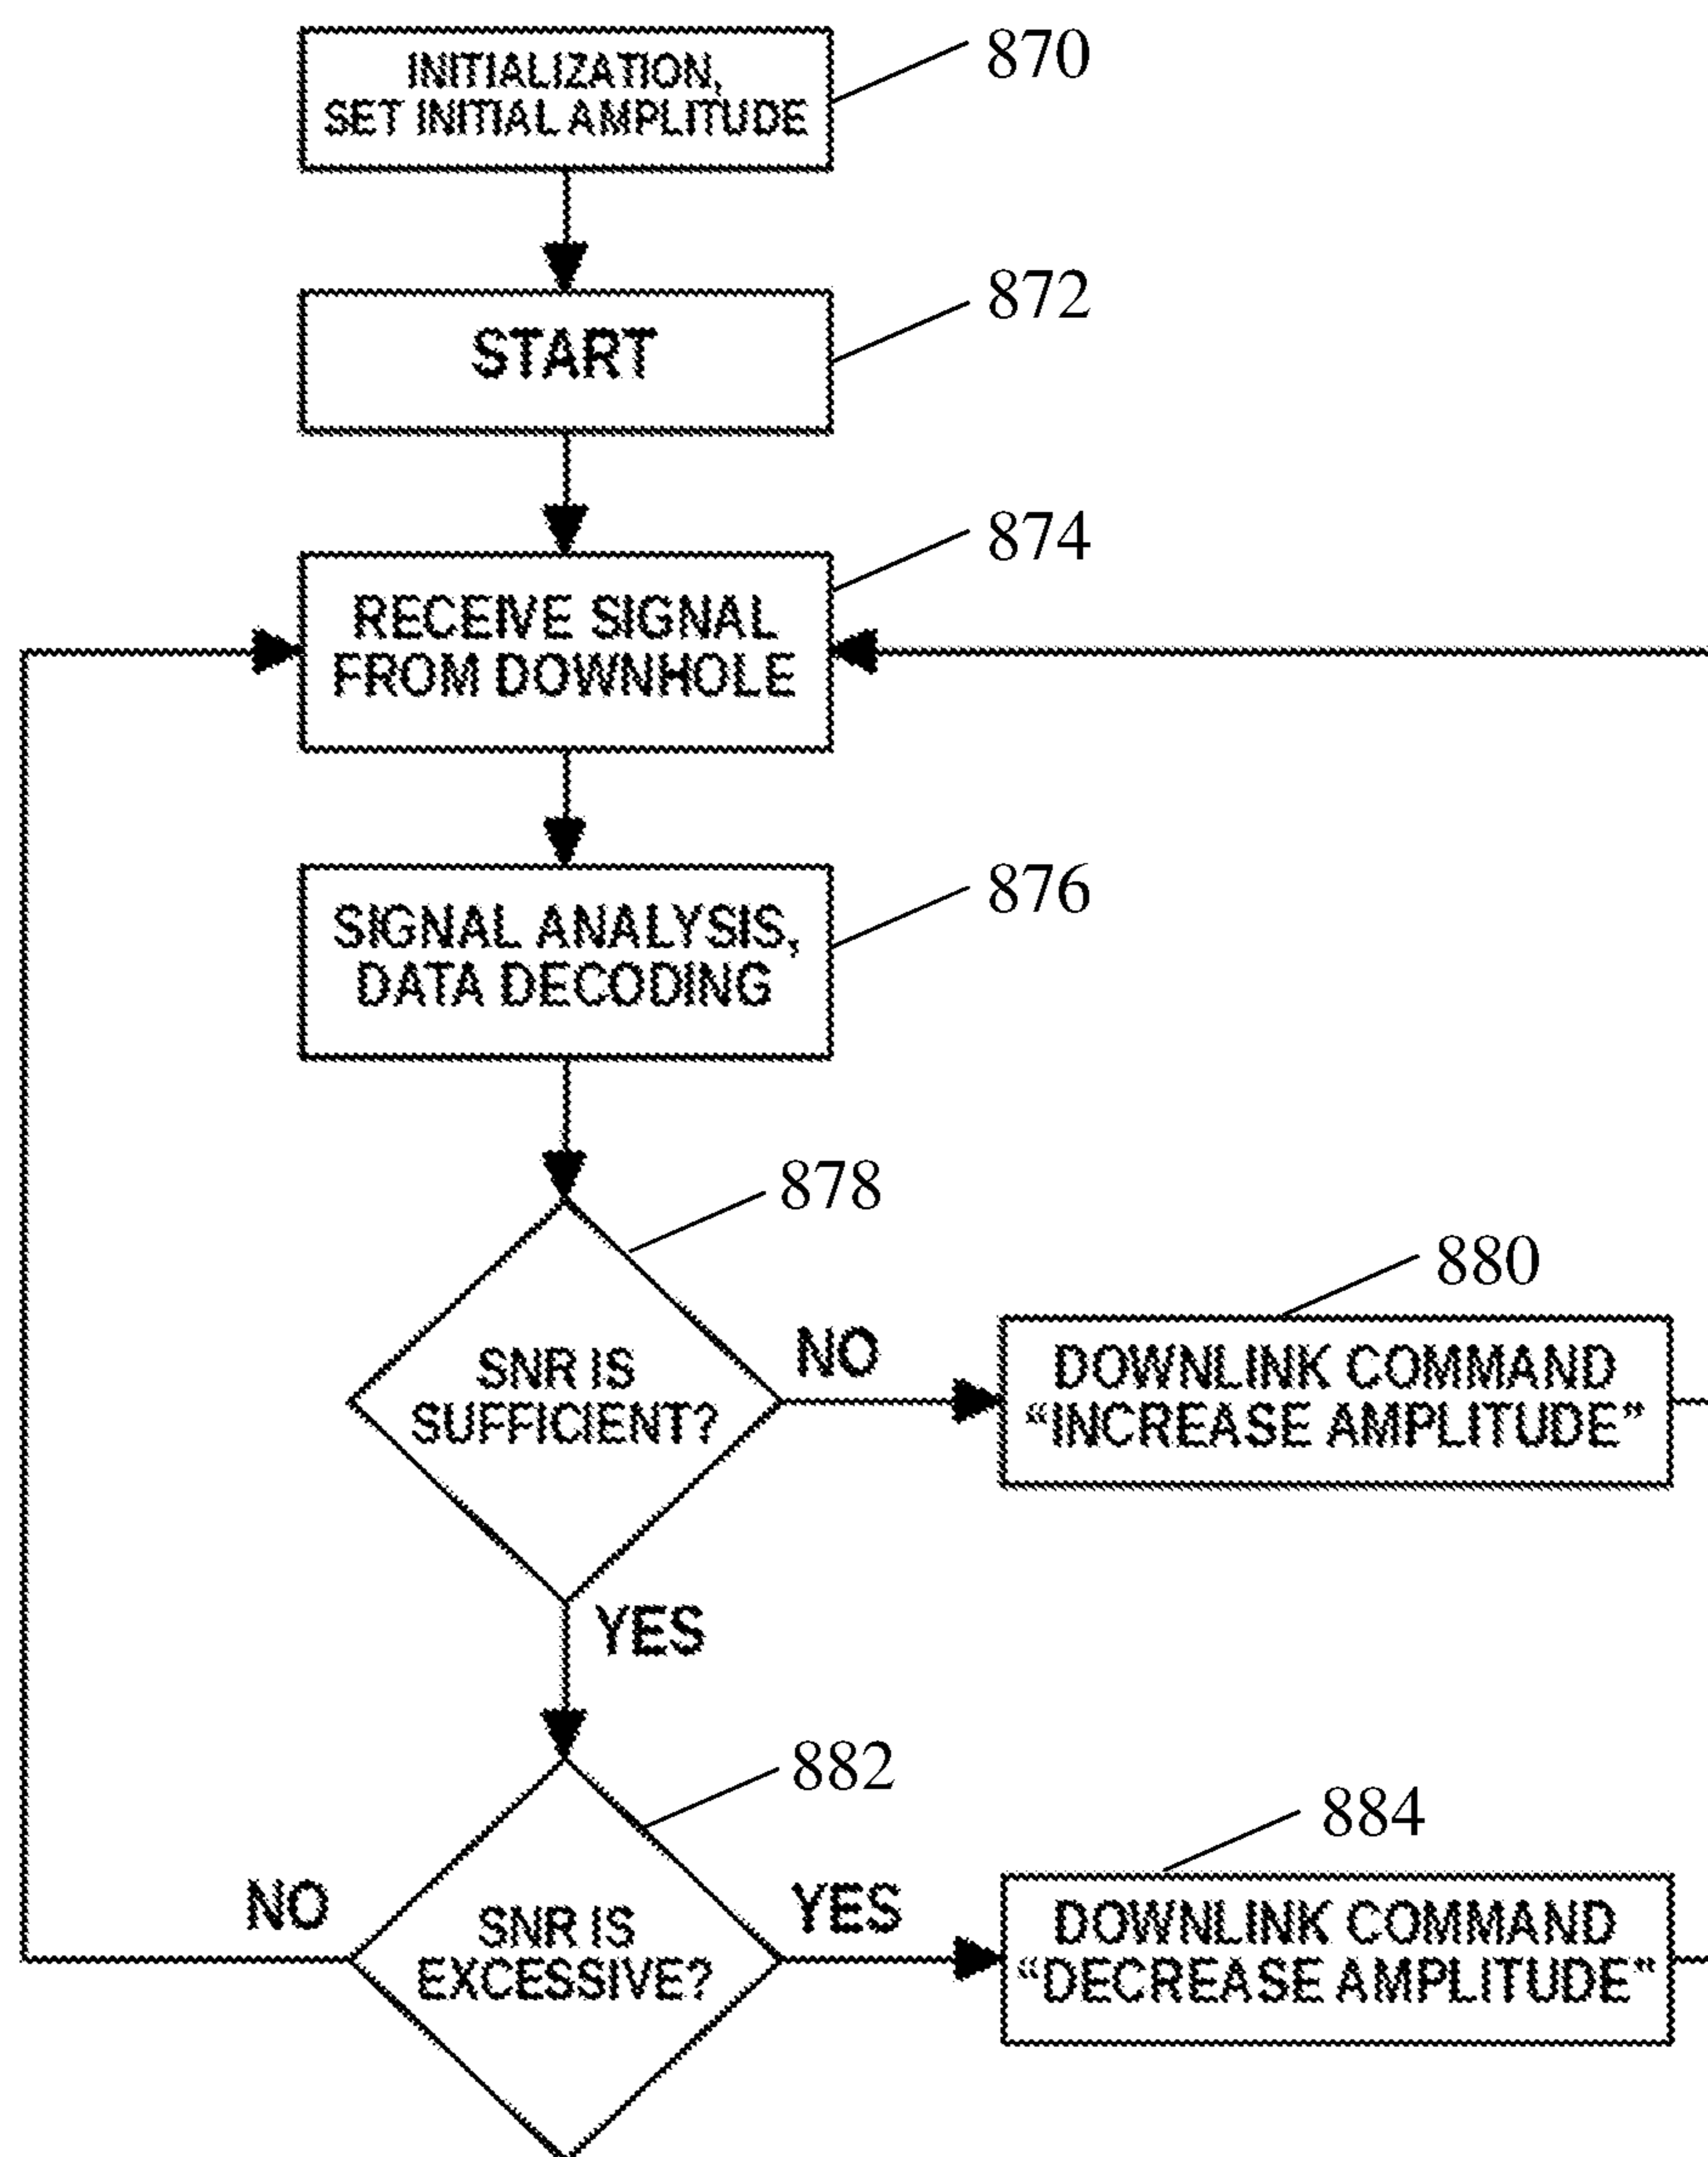 INITIALIZATION,
SET INITIAL AMPLITUDE
870
START
872
874
RECEIVE SIGNAL
FROM DOWNHOLE
876
SIGNAL ANALYSIS,
DATA DECODING
878
SNR IS
SUFFICIENT?
NO
880
DOWNLINK COMMAND
“INCREASE AMPLITUDE”
YES
882
SNR IS
EXCESSIVE?
NO
YES
884
DOWNLINK COMMAND
“DECREASE AMPLITUDE”